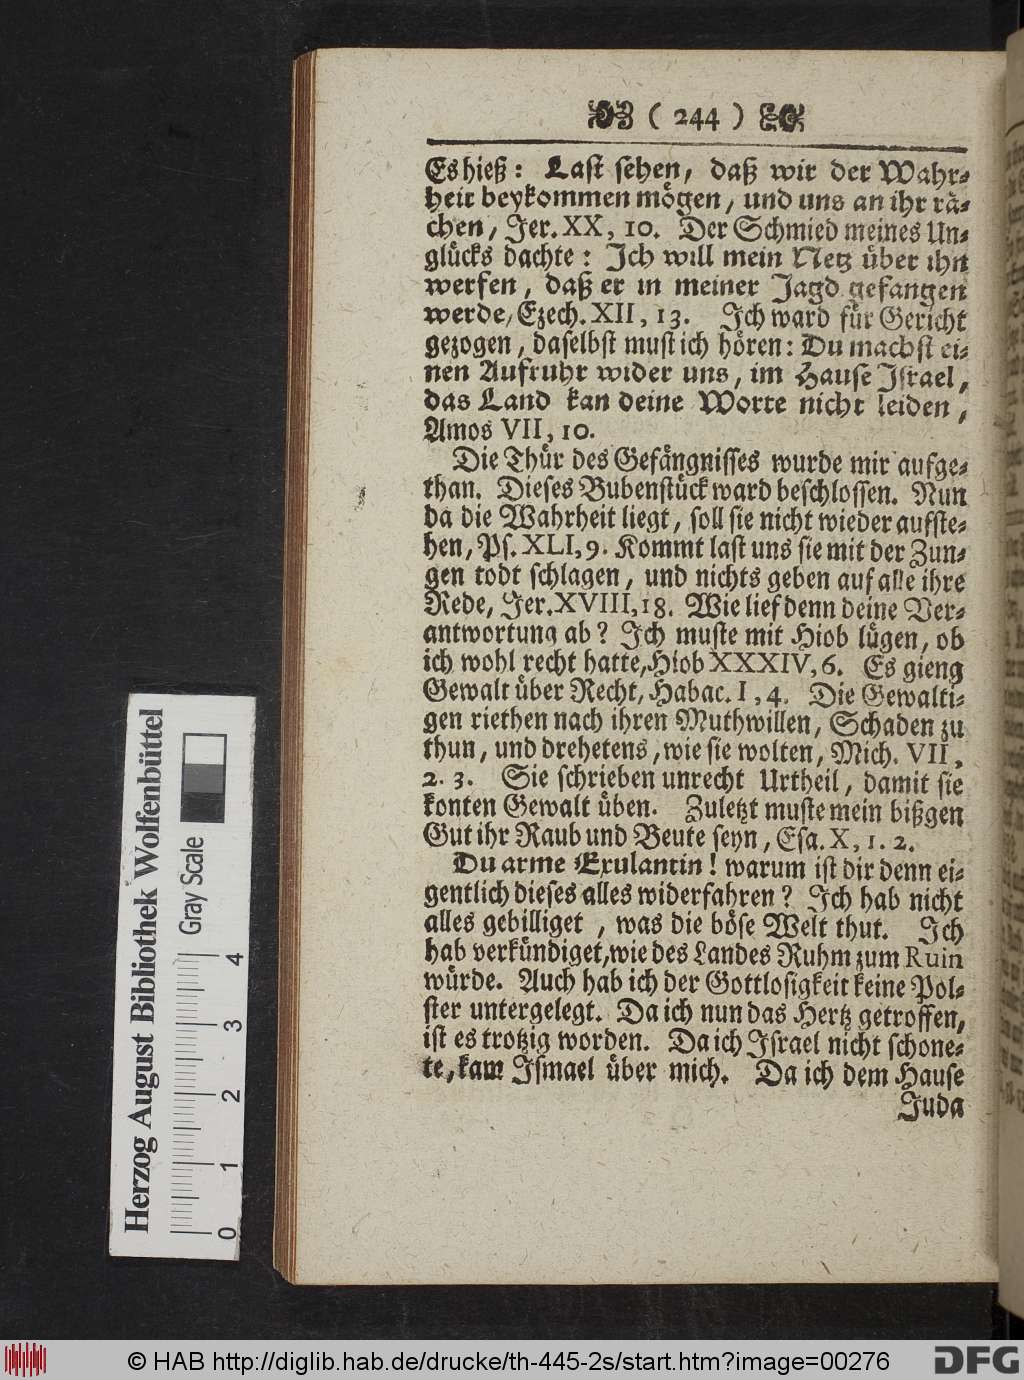 ( 244 )
Es hieß: Last sehen, daß wir der Wahr-
heit beykommen mögen, und uns an ihr rä-
chen, Jer. XX, 10. Der Schmied meines Un-
glücks dachte: Ich will mein Netz über ihn
werfen, daß er in meiner Jagd gefangen
werde, Ezech. XII, 13. Ich ward für Gericht
gezogen, daselbst must ich hören: Du machst ei-
nen Aufruhr wider uns, im Hause Israel,
das Land kan deine Worte nicht leiden,
Amos VII, 10.
Die Thür des Gefängnisses wurde mir aufge-
than. Dieses Bubenstück ward beschlossen. Nun
da die Wahrheit liegt, soll sie nicht wieder aufste-
hen, Ps. XLI, 9. Kommt last uns sie mit der Zun-
gen todt schlagen, und nichts geben auf alle ihre
Rede, Jer. XVIII, 18. Wie lief denn deine Ver-
antwortung ab? Ich muste mit Hiob lügen, ob
ich wohl recht hatte, Hiob XXXIV, 6. Es gieng
Gewalt über Recht, Habac. I, 4. Die Gewalti-
gen riethen nach ihren Muthwillen, Schaden zu
thun, und drehetens, wie sie wolten, Mich. VII,
2. 3. Sie schrieben unrecht Urtheil, damit sie
konten Gewalt üben. Zuletzt muste mein bißgen
Gut ihr Raub und Beute seyn, Esa. X, 1. 2.
Du arme Exulantin! warum ist dir denn ei-
gentlich dieses alles widerfahren? Ich hab nicht
alles gebilliget, was die böse Welt thut. Ich
hab verkündiget, wie des Landes Ruhm zum Ruin
würde. Auch hab ich der Gottlosigkeit keine Pol-
ster untergelegt. Da ich nun das Hertz getroffen,
ist es trotzig worden. Da ich Israel nicht schone-
te, kam Ismael über mich. Da ich dem Hause
Juda
Herzog August Bibliothek Wolfenbüttel
Gray Scale
0 1 2 3 4
© HAB http://diglib.hab.de/drucke/th-445-2s/start.htm?image=00276
DFG